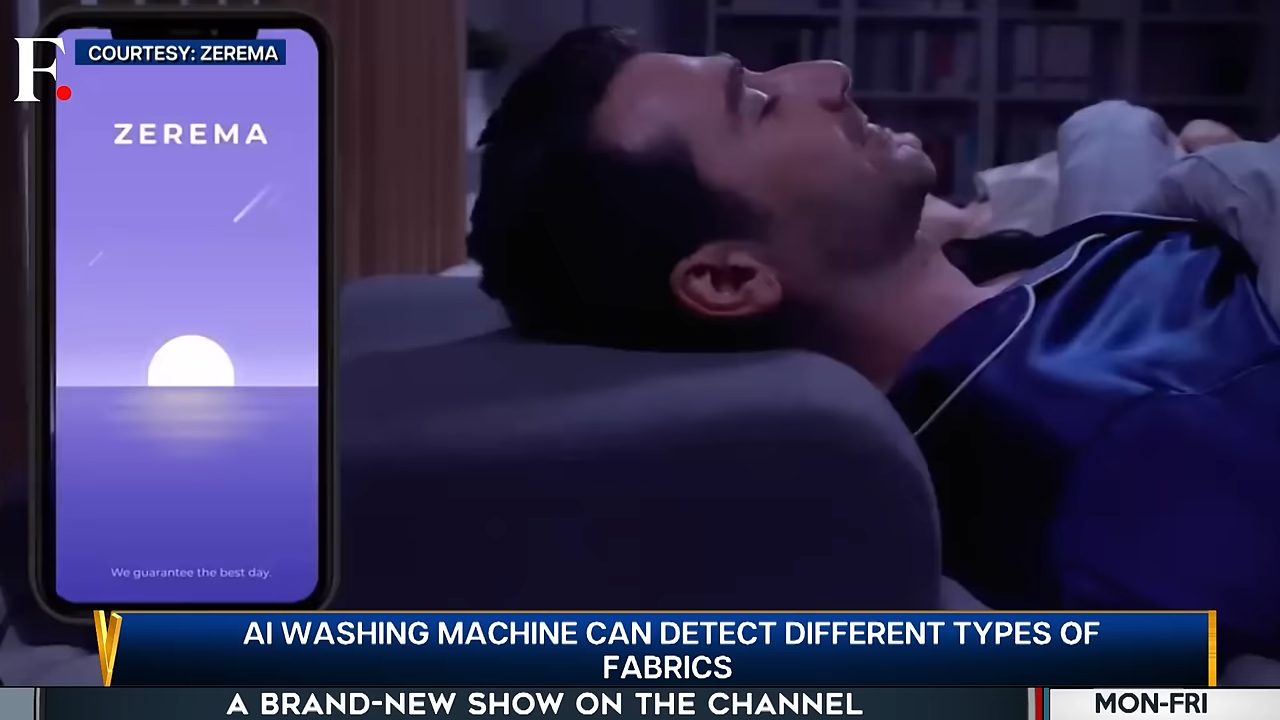 F.
COURTESY: ZEREMA
ZEREMA
We guarantee the best day.
AI WASHING MACHINE CAN DETECT DIFFERENT TYPES OF
FABRICS
A BRAND-NEW SHOW ON THE CHANNEL
MON-FRI